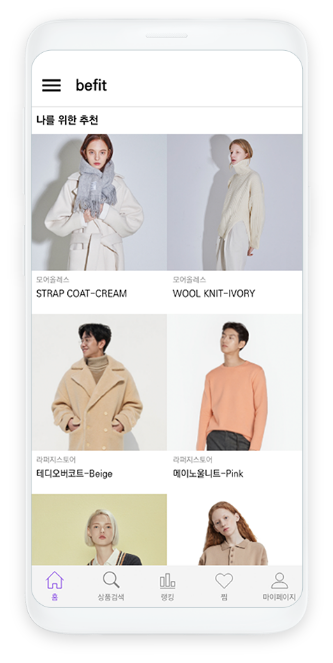 befit
나를 위한 추천
모어올레스
모어올레스
STRAP COAT-CREAM
WOOL KNIT-IVORY
라퍼지스토어
라퍼지스토어
테디오버코트-Beige
메이노울니트-Pink
홈
상품검색
랭킹
찜
마이페이지